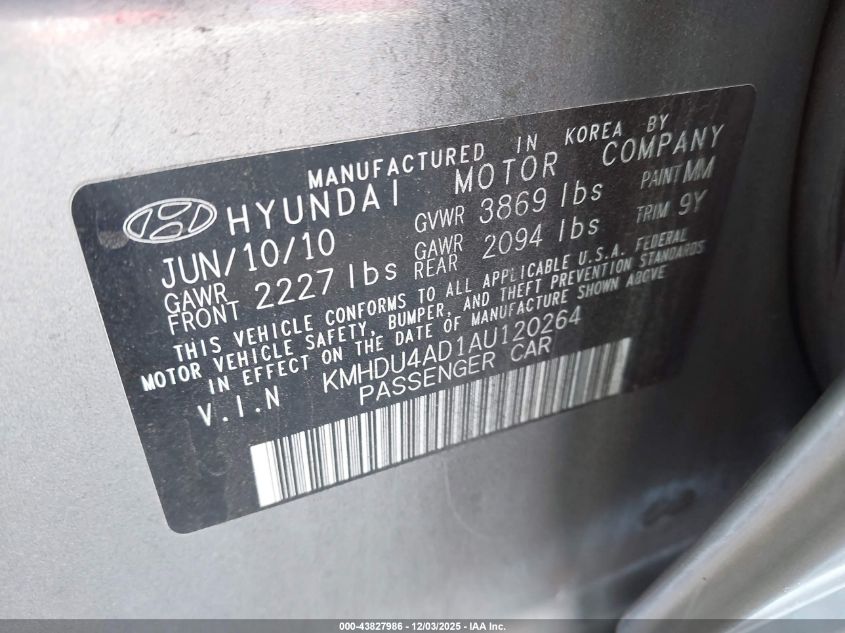 MANUFACTURED IN KOREA BY
HYUNDAI MOTOR COMPANY
JUN/10/10 GVWR 3869 lbs PAINT MM
GAWR FRONT 2227 lbs GAWR REAR 2094 lbs TRIM 9Y
THIS VEHICLE CONFORMS TO ALL APPLICABLE U.S.A. FEDERAL
MOTOR VEHICLE SAFETY, BUMPER, AND THEFT PREVENTION STANDARDS
IN EFFECT ON THE DATE OF MANUFACTURE SHOWN ABOVE
V.I.N KMHDU4AD1AU120264
PASSENGER CAR
000-43827986 - 12/03/2025 - IAA Inc.